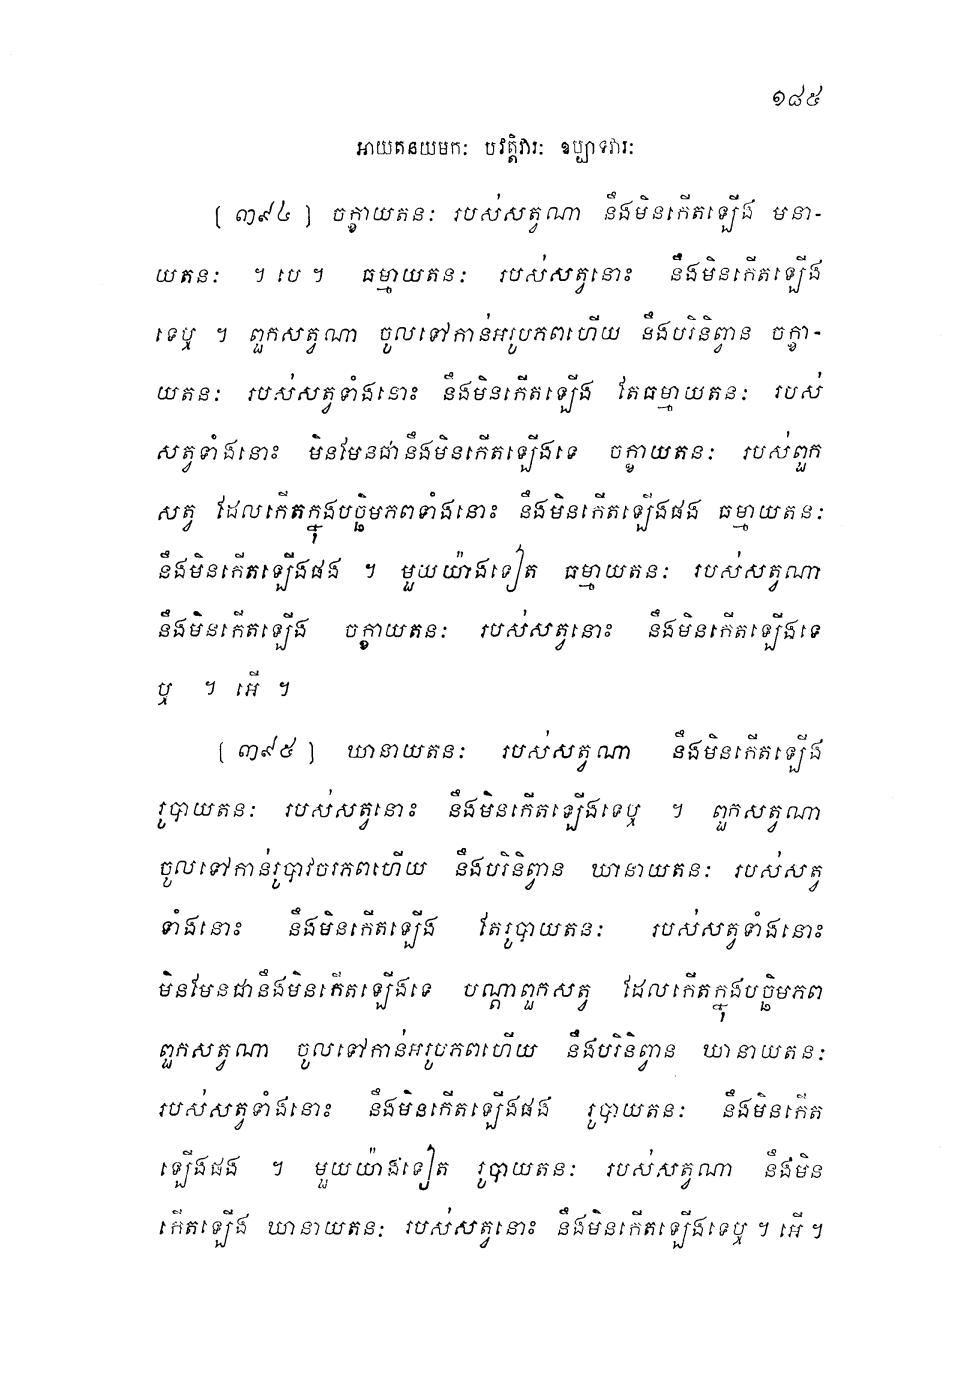 ១៨៥
អាយតនយមកៈ បវត្តិវារៈ ឧប្បាទវារៈ
[ ៣៩៤ ] ចក្ខាយតនៈ របស់សត្វណា នឹងមិនកើតឡើង មនា-
យតនៈ ។ បេ ។ ធម្មាយតនៈ របស់សត្វនោះ នឹងមិនកើតឡើង
ទេឬ ។ ពួកសត្វណា ចូលទៅកាន់អរូបភពហើយ នឹងបរិនិព្វាន ចក្ខា-
យតនៈ របស់សត្វទាំងនោះ នឹងមិនកើតឡើង តែធម្មាយតនៈ របស់
សត្វទាំងនោះ មិនមែនជានឹងមិនកើតឡើងទេ ចក្ខាយតនៈ របស់ពួក
សត្វ ដែលកើតក្នុងបច្ឆិមភពទាំងនោះ នឹងមិនកើតឡើងផង ធម្មាយតនៈ
នឹងមិនកើតឡើងផង ។ មួយយ៉ាងទៀត ធម្មាយតនៈ របស់សត្វណា
នឹងមិនកើតឡើង ចក្ខាយតនៈ របស់សត្វនោះ នឹងមិនកើតឡើងទេ
ឬ ។ អើ ។
[ ៣៩៥ ] ឃានាយតនៈ របស់សត្វណា នឹងមិនកើតឡើង
រូបាយតនៈ របស់សត្វនោះ នឹងមិនកើតឡើងទេឬ ។ ពួកសត្វណា
ចូលទៅកាន់រូបាវចរភពហើយ នឹងបរិនិព្វាន ឃានាយតនៈ របស់សត្វ
ទាំងនោះ នឹងមិនកើតឡើង តែរូបាយតនៈ របស់សត្វទាំងនោះ
មិនមែនជានឹងមិនកើតឡើងទេ បណ្តាពួកសត្វ ដែលកើតក្នុងបច្ឆិមភព
ពួកសត្វណា ចូលទៅកាន់អរូបភពហើយ នឹងបរិនិព្វាន ឃានាយតនៈ
របស់សត្វទាំងនោះ នឹងមិនកើតឡើងផង រូបាយតនៈ នឹងមិនកើត
ឡើងផង ។ មួយយ៉ាងទៀត រូបាយតនៈ របស់សត្វណា នឹងមិន
កើតឡើង ឃានាយតនៈ របស់សត្វនោះ នឹងមិនកើតឡើងទេឬ ។ អើ ។